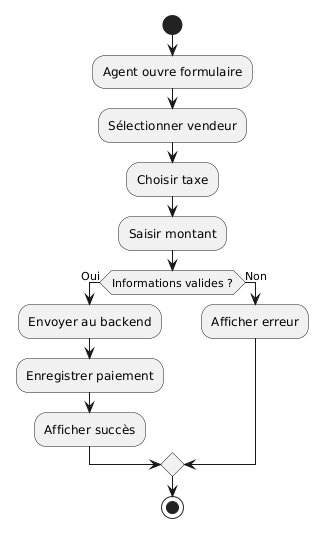 Agent ouvre formulaire
Sélectionner vendeur
Choisir taxe
Saisir montant
Informations valides ?
Oui
Non
Envoyer au backend
Afficher erreur
Enregistrer paiement
Afficher succès